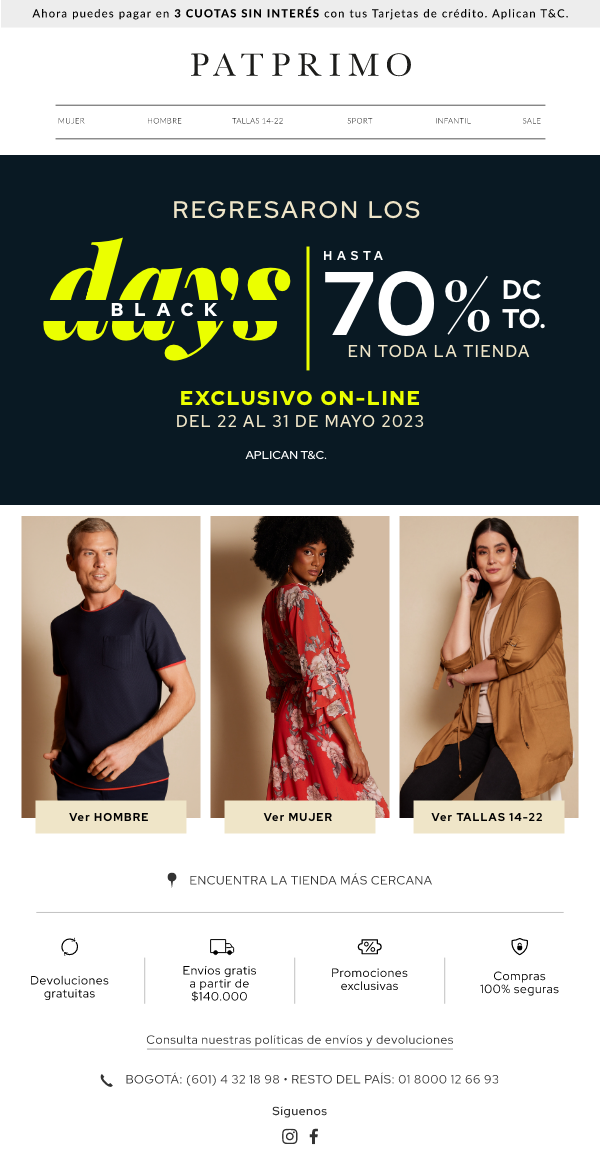 Ahora puedes pagar en 3 CUOTAS SIN INTERÉS con tus Tarjetas de crédito. Aplican T&C.
PATPRIMO
MUJER HOMBRE TALLAS 14-22 SPORT INFANTIL SALE
REGRESARON LOS
days
BLACK
HASTA
70% DC
TO.
EN TODA LA TIENDA
EXCLUSIVO ON-LINE
DEL 22 AL 31 DE MAYO 2023
APLICAN T&C.
Ver HOMBRE Ver MUJER Ver TALLAS 14-22
ENCUENTRA LA TIENDA MÁS CERCANA
Devoluciones
gratuitas
Envíos gratis
a partir de
$140.000
Promociones
exclusivas
Compras
100% seguras
Consulta nuestras políticas de envíos y devoluciones
BOGOTÁ: (601) 4 32 18 98 • RESTO DEL PAÍS: 01 8000 12 66 93
Síguenos